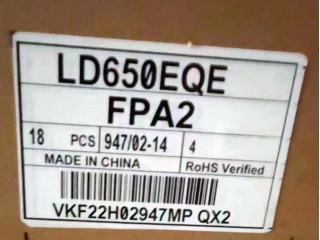 LD650EQE
FPA2
18 PCS 947/02-14 4
MADE IN CHINA RoHS Verified
VKF22H02947MP QX2